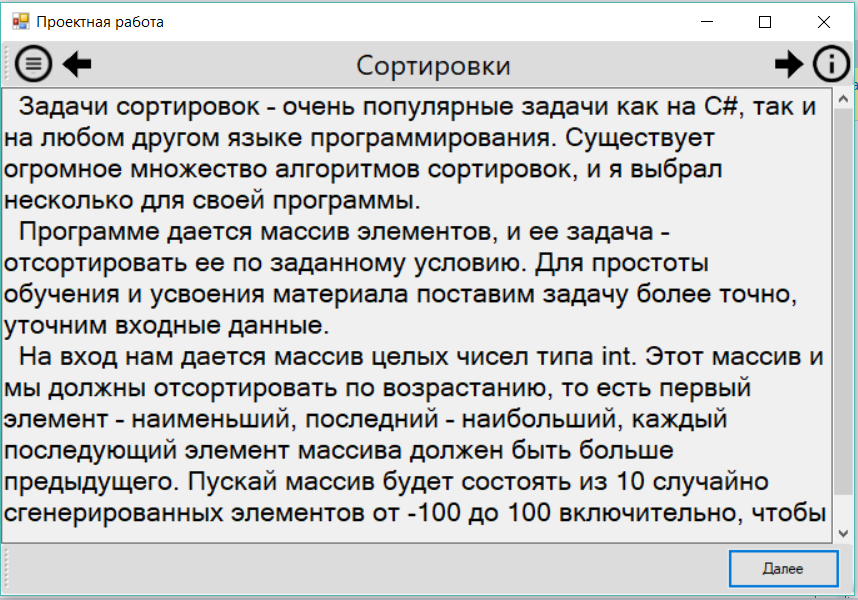 Проектная работа
Сортировки
Задачи сортировок - очень популярные задачи как на C#, так и
на любом другом языке программирования. Существует
огромное множество алгоритмов сортировок, и я выбрал
несколько для своей программы.
Программе дается массив элементов, и ее задача -
отсортировать ее по заданному условию. Для простоты
обучения и усвоения материала поставим задачу более точно,
уточним входные данные.
На вход нам дается массив целых чисел типа int. Этот массив и
мы должны отсортировать по возрастанию, то есть первый
элемент - наименьший, последний - наибольший, каждый
последующий элемент массива должен быть больше
предыдущего. Пускай массив будет состоять из 10 случайно
сгенерированных элементов от -100 до 100 включительно, чтобы
Далее